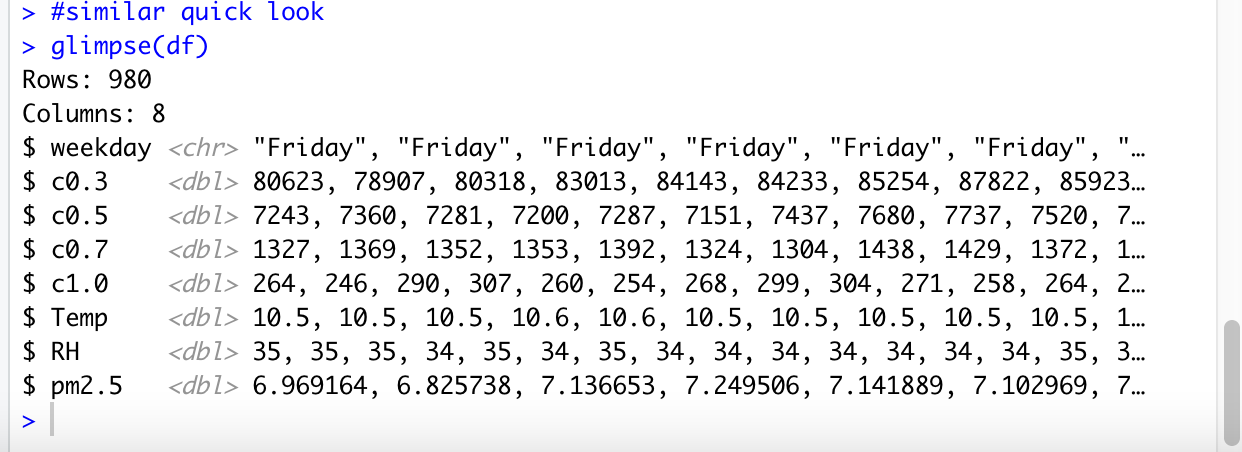 > #similar quick look
> glimpse(df)
Rows: 980
Columns: 8
$ weekday <chr> "Friday", "Friday", "Friday", "Friday", "Friday", "Friday", "…
$ c0.3    <dbl> 80623, 78907, 80318, 83013, 84143, 84233, 85254, 87822, 85923…
$ c0.5    <dbl> 7243, 7360, 7281, 7200, 7287, 7151, 7437, 7680, 7737, 7520, 7…
$ c0.7    <dbl> 1327, 1369, 1352, 1353, 1392, 1324, 1304, 1438, 1429, 1372, 1…
$ c1.0    <dbl> 264, 246, 290, 307, 260, 254, 268, 299, 304, 271, 258, 264, 2…
$ Temp    <dbl> 10.5, 10.5, 10.5, 10.6, 10.6, 10.5, 10.5, 10.5, 10.5, 10.5, 1…
$ RH      <dbl> 35, 35, 35, 34, 35, 34, 35, 34, 34, 34, 34, 34, 34, 34, 35, 3…
$ pm2.5   <dbl> 6.969164, 6.825738, 7.136653, 7.249506, 7.141889, 7.102969, 7…
>